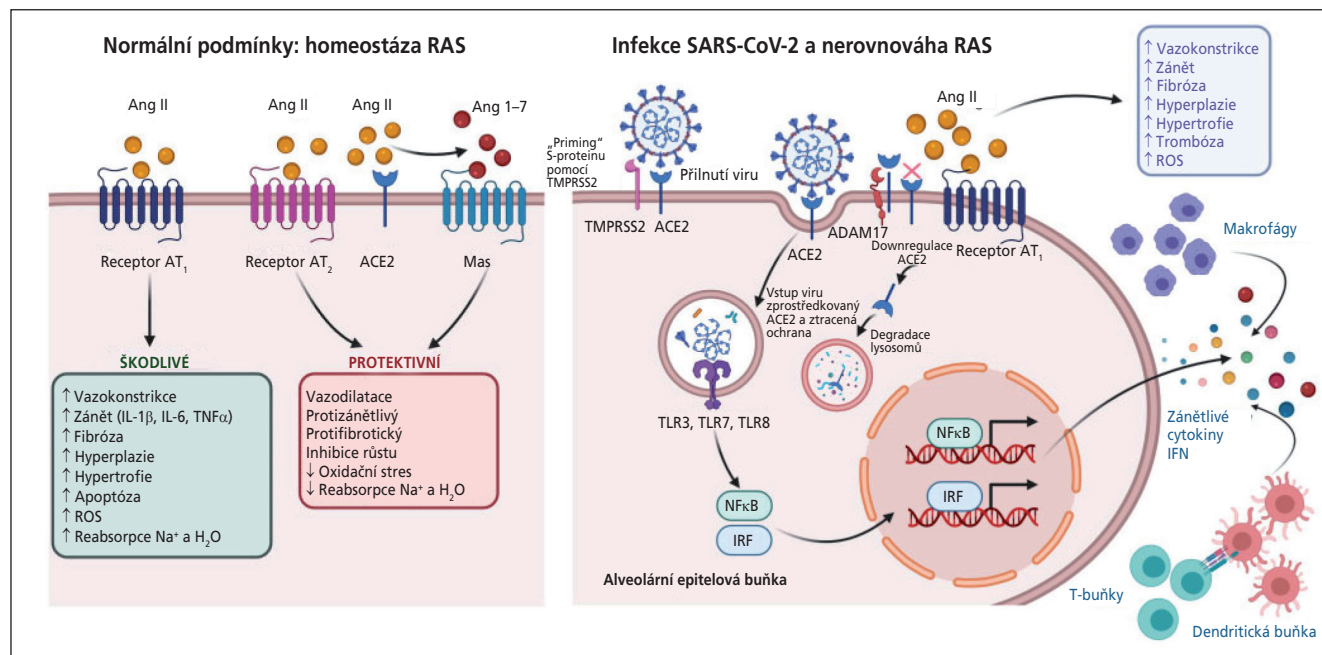 Normální podmínky: homeostáza RAS
Ang II
Ang II
Ang II
Ang 1–7
Receptor AT₁
Receptor AT₂
ACE2
Mas
ŠKODLIVÉ
↑ Vazokonstrikce
↑ Zánět (IL-1β, IL-6, TNFα)
↑ Fibróza
↑ Hyperplazie
↑ Hypertrofie
↑ Apoptóza
↑ ROS
↑ Reabsorpce Na⁺ a H₂O
PROTEKTIVNÍ
Vazodilatace
Protizánětlivý
Protifibrotický
Inhibice růstu
↓ Oxidační stres
↓ Reabsorpce Na⁺ a H₂O
Infekce SARS-CoV-2 a nerovnováha RAS
„Priming“
S-proteinu
pomocí
TMPRSS2
Přilnutí viru
TMPRSS2
ACE2
ACE2
ADAM17
Downregulace
ACE2
Ang II
Receptor AT₁
↑ Vazokonstrikce
↑ Zánět
↑ Fibróza
↑ Hyperplazie
↑ Hypertrofie
↑ Trombóza
↑ ROS
Vstup viru
zprostředkovaný
ACE2 a ztracená
ochrana
Degradace
lysosomů
TLR3, TLR7, TLR8
NFκB
IRF
NFκB
IRF
Alveolární epitelová buňka
Makrofágy
Zánětlivé
cytokiny
IFN
T-buňky
Dendritická buňka